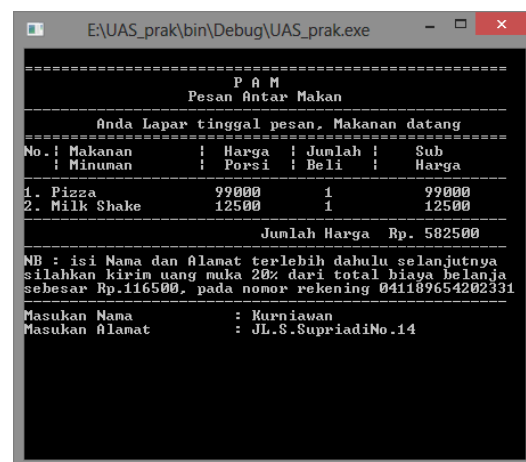 E:\UAS_prak\bin\Debug\UAS_prak.exe
==========================================================
P A M
Pesan Antar Makan
Anda Lapar tinggal pesan, Makanan datang
==========================================================
No.¦ Makanan ¦ Harga ¦ Jumlah ¦ Sub
¦ Minuman ¦ Porsi ¦ Beli ¦ Harga
1. Pizza 99000 1 99000
2. Milk Shake 12500 1 12500
Jumlah Harga Rp. 582500
NB : isi Nama dan Alamat terlebih dahulu selanjutnya
silahkan kirim uang muka 20% dari total biaya belanja
sebesar Rp.116500, pada nomor rekening 041189654202331
Masukan Nama : Kurniawan
Masukan Alamat : JL.S.SupriadiNo.14